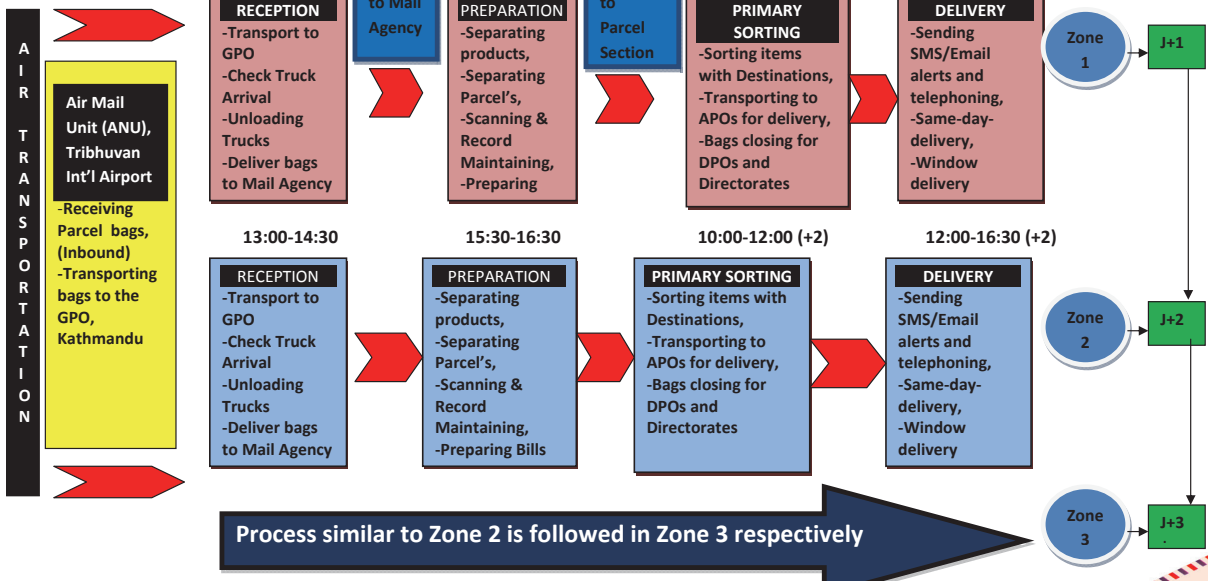 A
I
R
T
R
A
N
S
P
O
R
T
A
T
I
O
N
Air Mail
Unit (ANU),
Tribhuvan
Int'l Airport
-Receiving
Parcel bags,
(Inbound)
-Transporting
bags to the
GPO,
Kathmandu
RECEPTION
-Transport to
GPO
-Check Truck
Arrival
-Unloading
Trucks
-Deliver bags
to Mail Agency
to Mail
Agency
PREPARATION
-Separating
products,
-Separating
Parcel's,
-Scanning &
Record
Maintaining,
-Preparing
to
Parcel
Section
PRIMARY
SORTING
-Sorting items
with Destinations,
-Transporting to
APOs for delivery,
-Bags closing for
DPOs and
Directorates
DELIVERY
-Sending
SMS/Email
alerts and
telephoning,
-Same-day-
delivery,
-Window
delivery
Zone
1
J+1
13:00-14:30
15:30-16:30
10:00-12:00 (+2)
12:00-16:30 (+2)
RECEPTION
-Transport to
GPO
-Check Truck
Arrival
-Unloading
Trucks
-Deliver bags
to Mail Agency
PREPARATION
-Separating
products,
-Separating
Parcel's,
-Scanning &
Record
Maintaining,
-Preparing Bills
PRIMARY SORTING
-Sorting items with
Destinations,
-Transporting to
APOs for delivery,
-Bags closing for
DPOs and
Directorates
DELIVERY
-Sending
SMS/Email
alerts and
telephoning,
-Same-day-
delivery,
-Window
delivery
Zone
2
J+2
Process similar to Zone 2 is followed in Zone 3 respectively
Zone
3
J+3
.